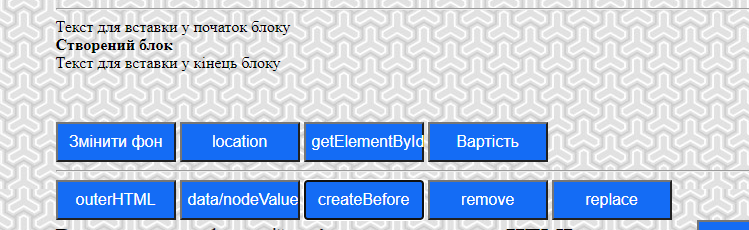 Текст для вставки у початок блоку
Створений блок
Текст для вставки у кінець блоку
Змінити фон location getElementById Вартість
outerHTML data/nodeValue createBefore remove replace